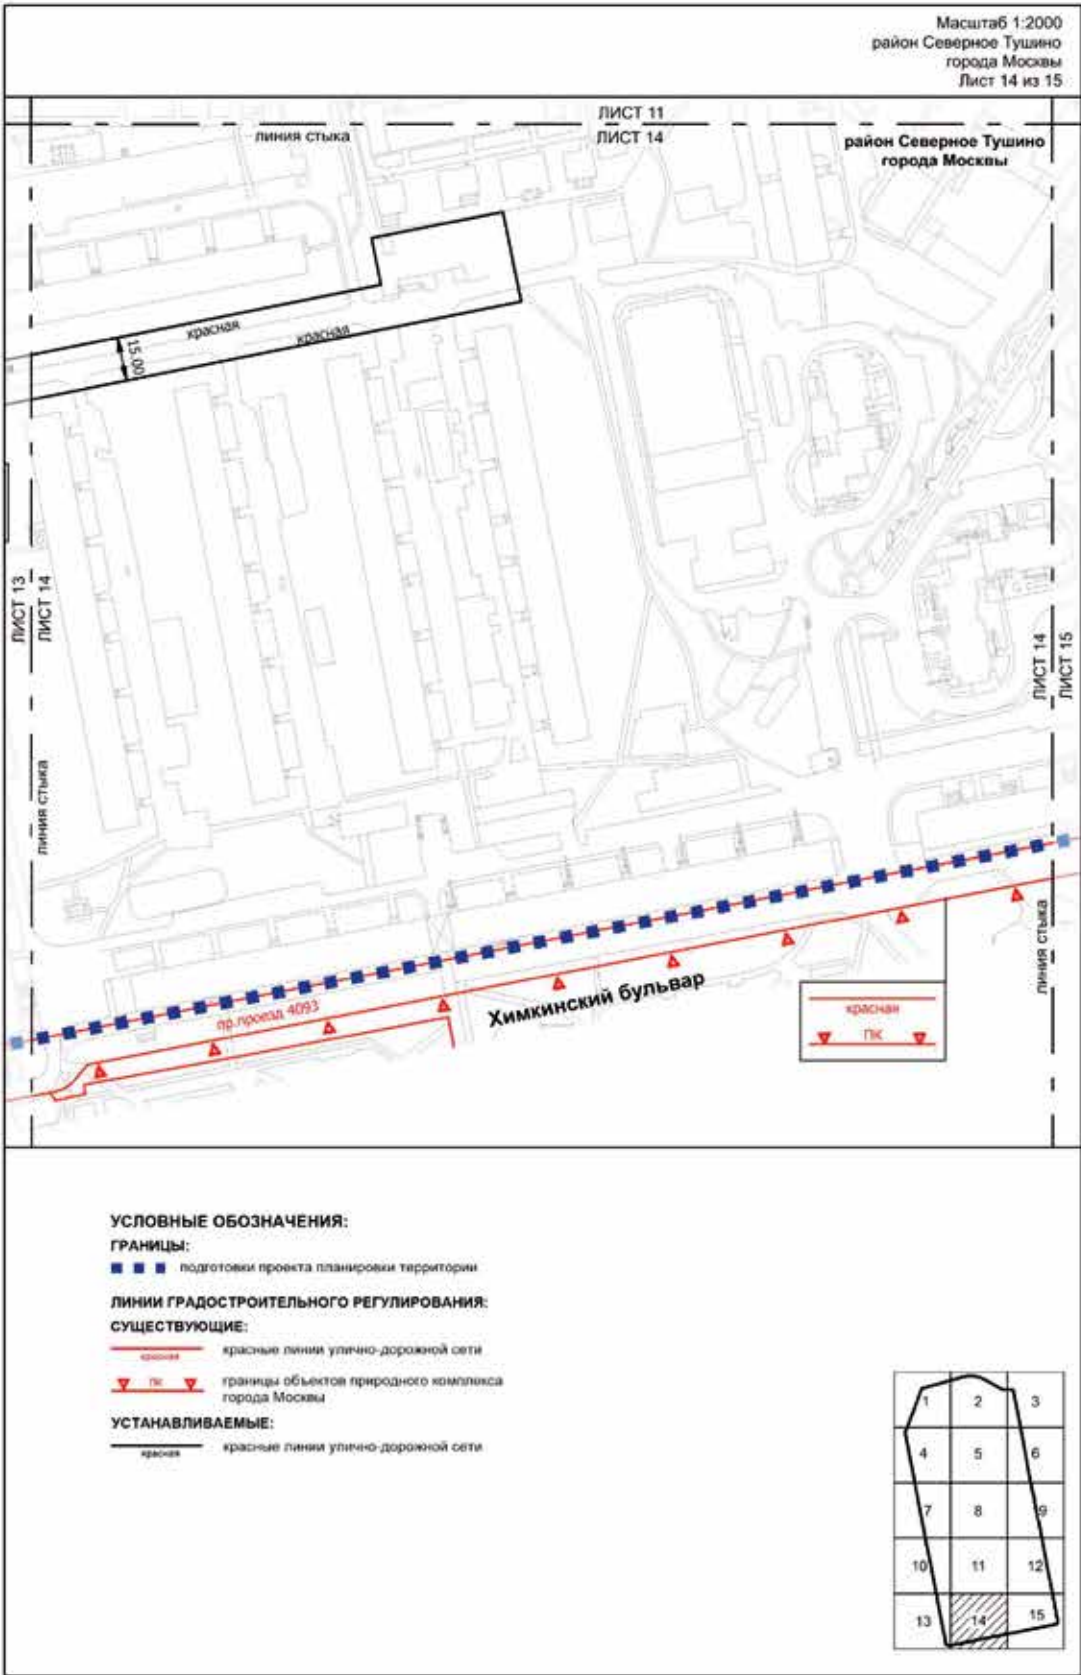 Масштаб 1:2000
район Северное Тушино
города Москвы
Лист 14 из 15
ЛИСТ 11
линия стыка
ЛИСТ 14
район Северное Тушино
города Москвы
красная
красная
15.00
ЛИСТ 13
ЛИСТ 14
ЛИСТ 14
ЛИСТ 15
линия стыка
линия стыка
пр.проезд 4093
Химкинский бульвар
красная
ПК
УСЛОВНЫЕ ОБОЗНАЧЕНИЯ:
ГРАНИЦЫ:
подготовки проекта планировки территории
ЛИНИИ ГРАДОСТРОИТЕЛЬНОГО РЕГУЛИРОВАНИЯ:
СУЩЕСТВУЮЩИЕ:
красная
красные линии улично-дорожной сети
ПК
границы объектов природного комплекса
города Москвы
УСТАНАВЛИВАЕМЫЕ:
красная
красные линии улично-дорожной сети
1 2 3
4 5 6
7 8 9
10 11 12
13 14 15